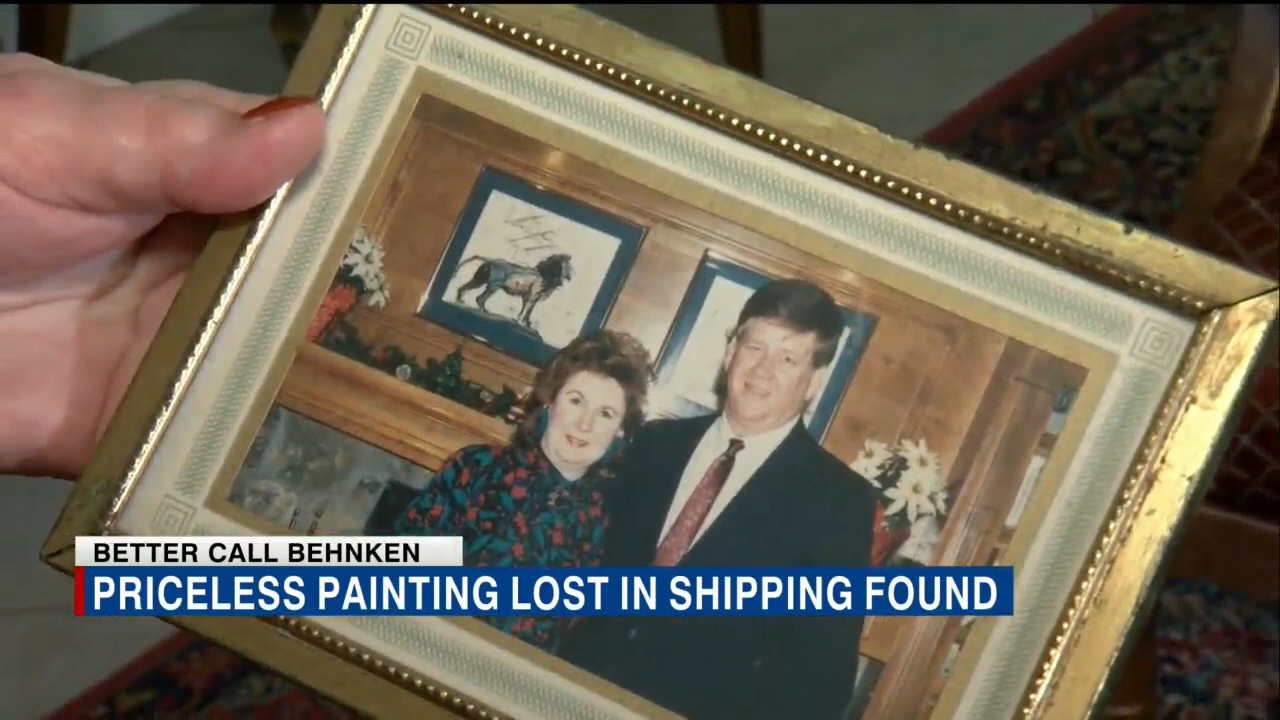 BETTER CALL BEHNKEN
PRICELESS PAINTING LOST IN SHIPPING FOUND